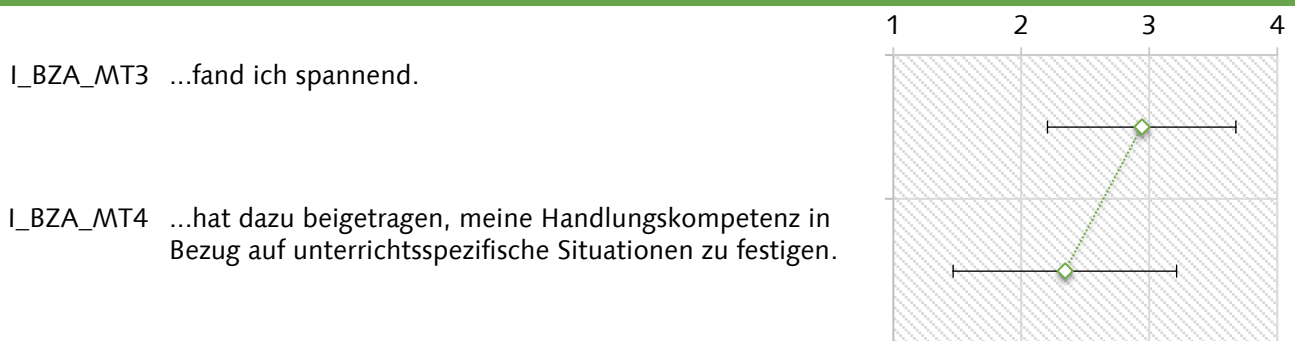 1 2 3 4
I_BZA_MT3 ...fand ich spannend.
I_BZA_MT4 ...hat dazu beigetragen, meine Handlungskompetenz in
Bezug auf unterrichtsspezifische Situationen zu festigen.